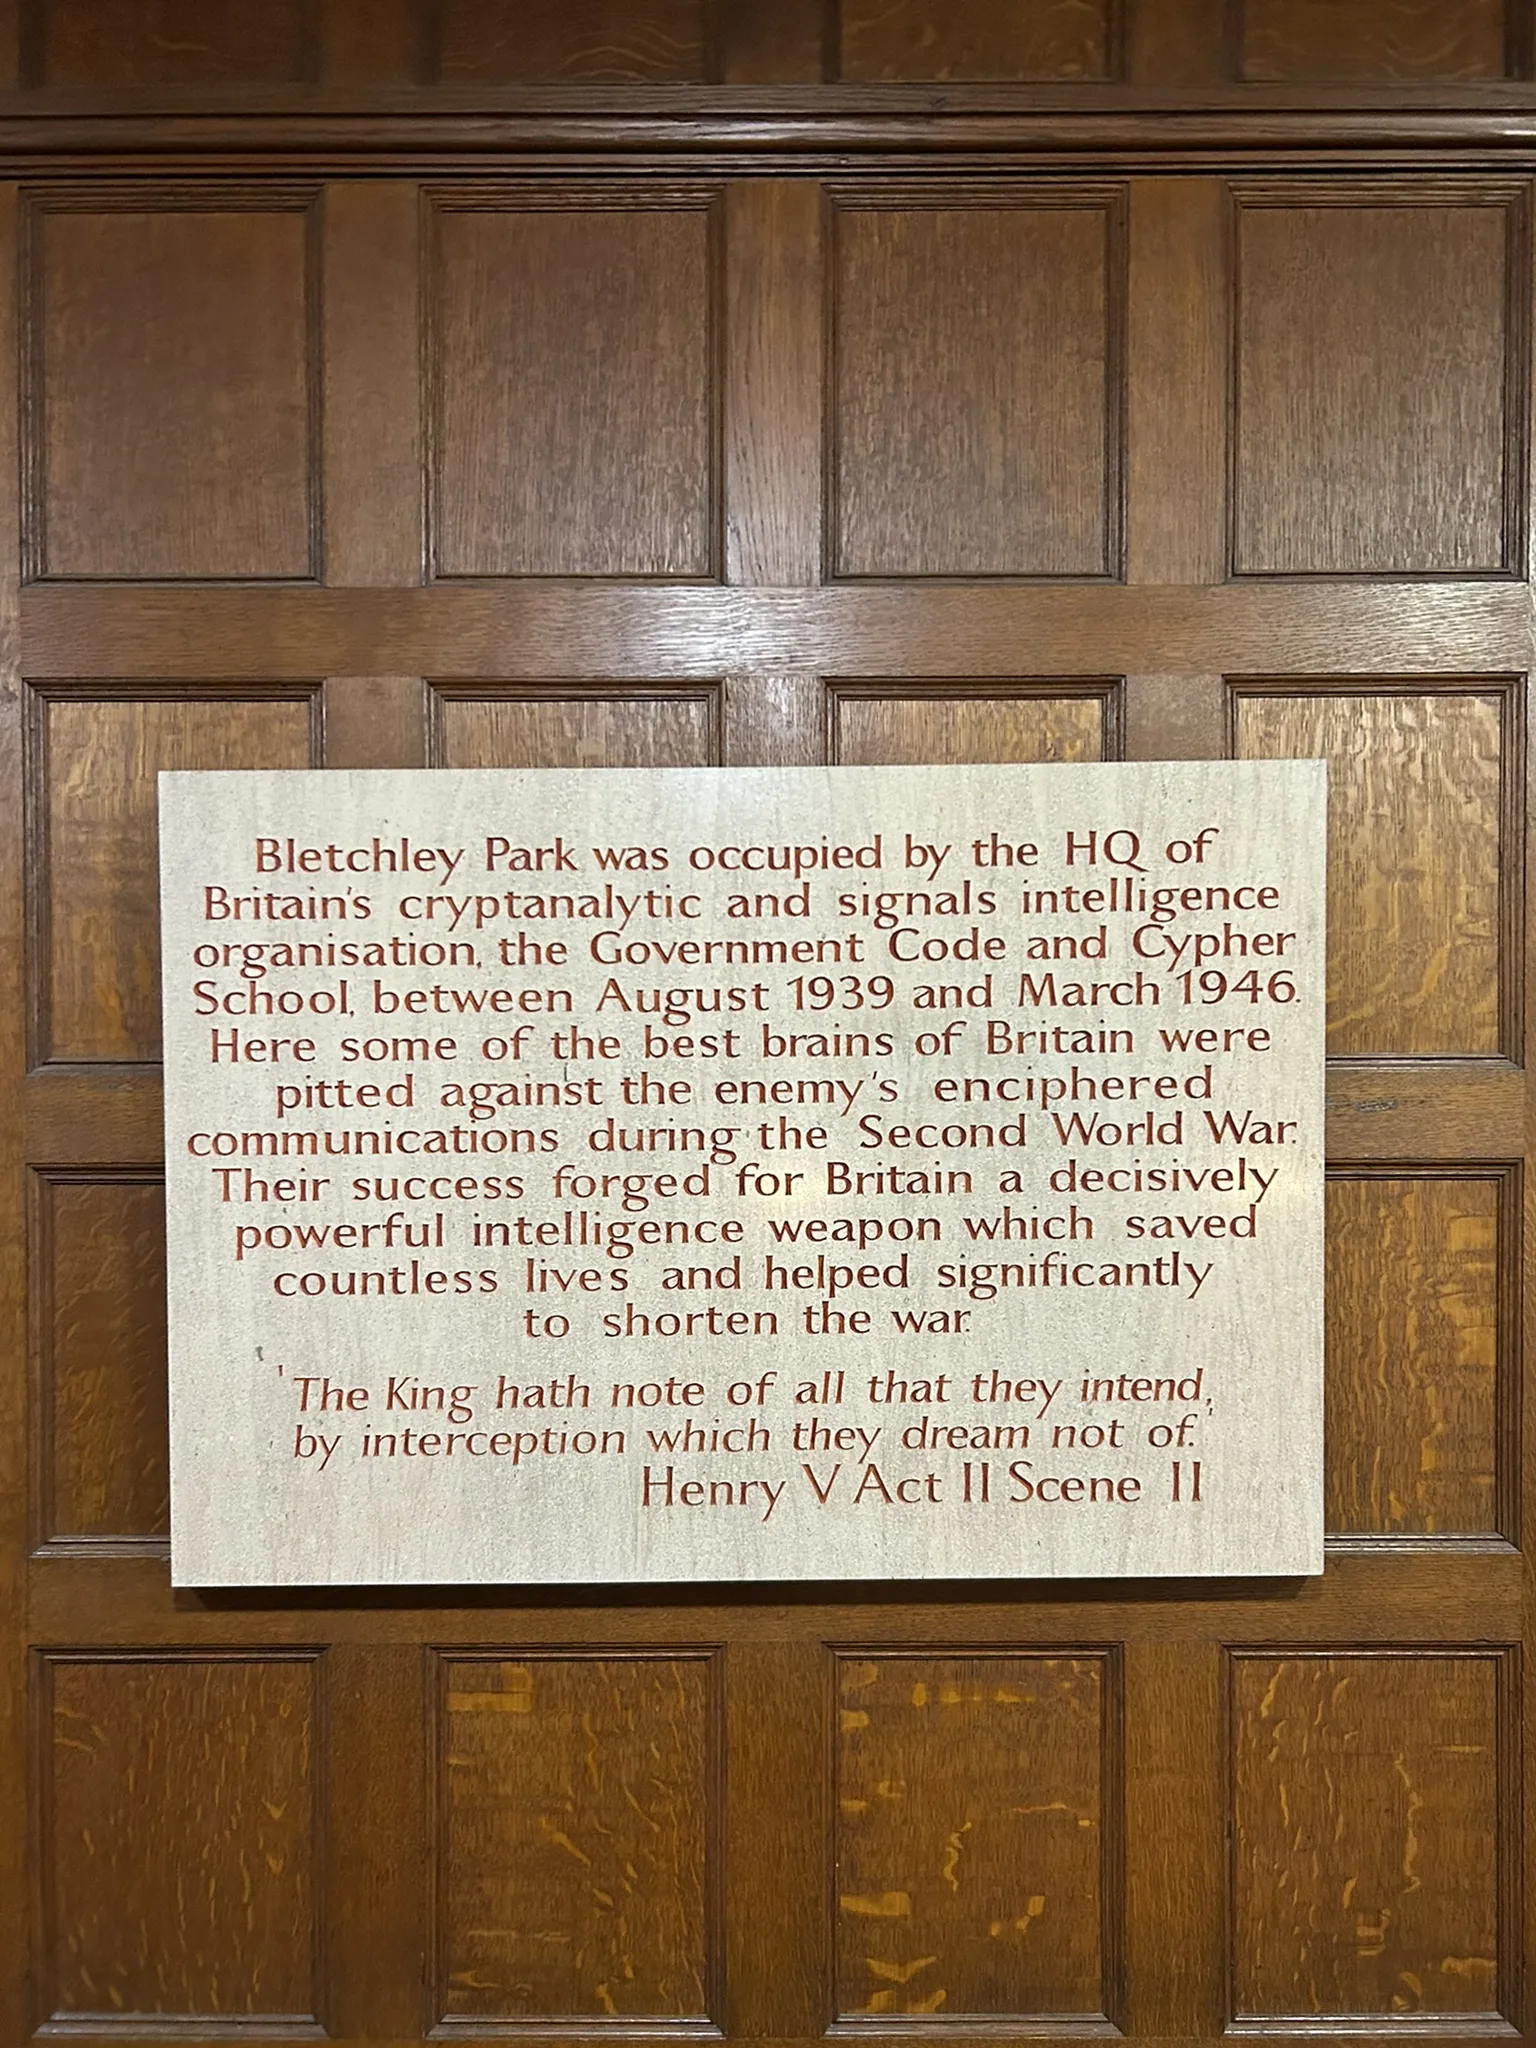 Bletchley Park was occupied by the HQ of
Britain's cryptanalytic and signals intelligence
organisation, the Government Code and Cypher
School, between August 1939 and March 1946.
Here some of the best brains of Britain were
pitted against the enemy's enciphered
communications during the Second World War.
Their success forged for Britain a decisively
powerful intelligence weapon which saved
countless lives and helped significantly
to shorten the war.
'The King hath note of all that they intend,
by interception which they dream not of.'
Henry V Act II Scene II